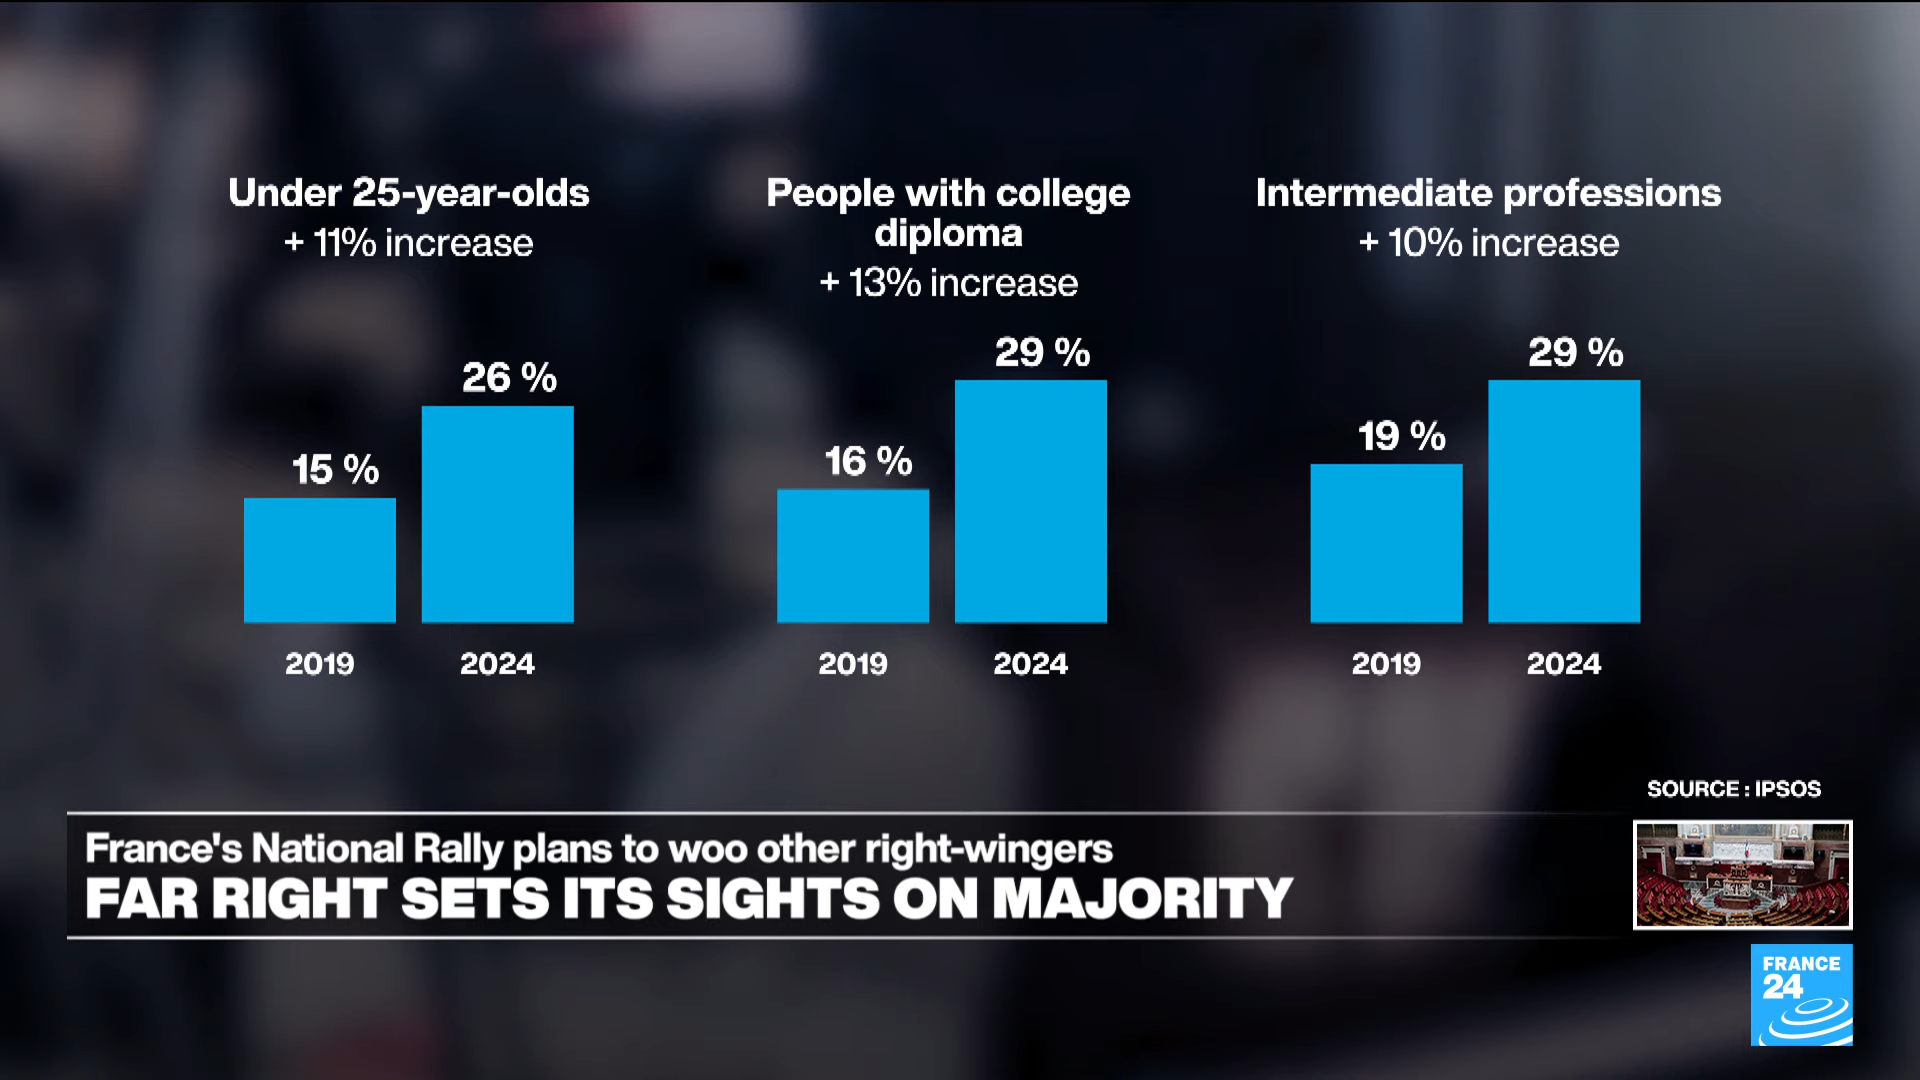 Under 25-year-olds
+ 11% increase
15 %
26 %
2019
2024
People with college
diploma
+ 13% increase
16 %
29 %
2019
2024
Intermediate professions
+ 10% increase
19 %
29 %
2019
2024
SOURCE : IPSOS
France's National Rally plans to woo other right-wingers
FAR RIGHT SETS ITS SIGHTS ON MAJORITY
FRANCE
24